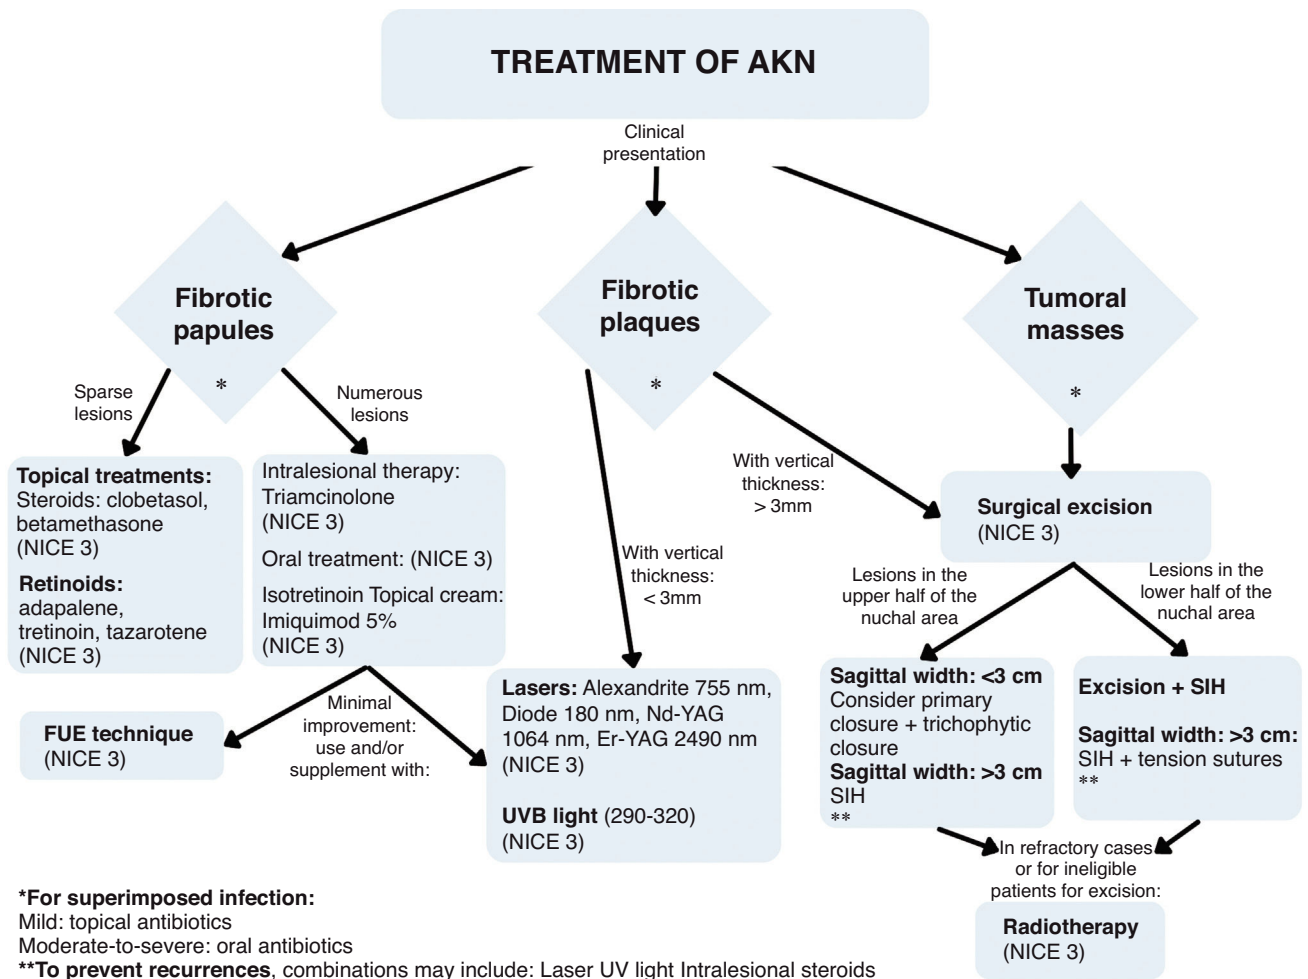 TREATMENT OF AKN
Clinical
presentation
Fibrotic
papules
*
Fibrotic
plaques
*
Tumoral
masses
*
Sparse
lesions
Numerous
lesions
With vertical
thickness:
> 3mm
With vertical
thickness:
< 3mm
Topical treatments:
Steroids: clobetasol,
betamethasone
(NICE 3)
Retinoids:
adapalene,
tretinoin, tazarotene
(NICE 3)
Intralesional therapy:
Triamcinolone
(NICE 3)
Oral treatment: (NICE 3)
Isotretinoin Topical cream:
Imiquimod 5%
(NICE 3)
Surgical excision
(NICE 3)
Lesions in the
upper half of the
nuchal area
Lesions in the
lower half of the
nuchal area
FUE technique
(NICE 3)
Minimal
improvement:
use and/or
supplement with:
Lasers: Alexandrite 755 nm,
Diode 180 nm, Nd-YAG
1064 nm, Er-YAG 2490 nm
(NICE 3)
UVB light (290-320)
(NICE 3)
Sagittal width: <3 cm
Consider primary
closure + trichophytic
closure
Sagittal width: >3 cm
SIH
**
Excision + SIH
Sagittal width: >3 cm:
SIH + tension sutures
**
In refractory cases
or for ineligible
patients for excision:
Radiotherapy
(NICE 3)
*For superimposed infection:
Mild: topical antibiotics
Moderate-to-severe: oral antibiotics
**To prevent recurrences, combinations may include: Laser UV light Intralesional steroids